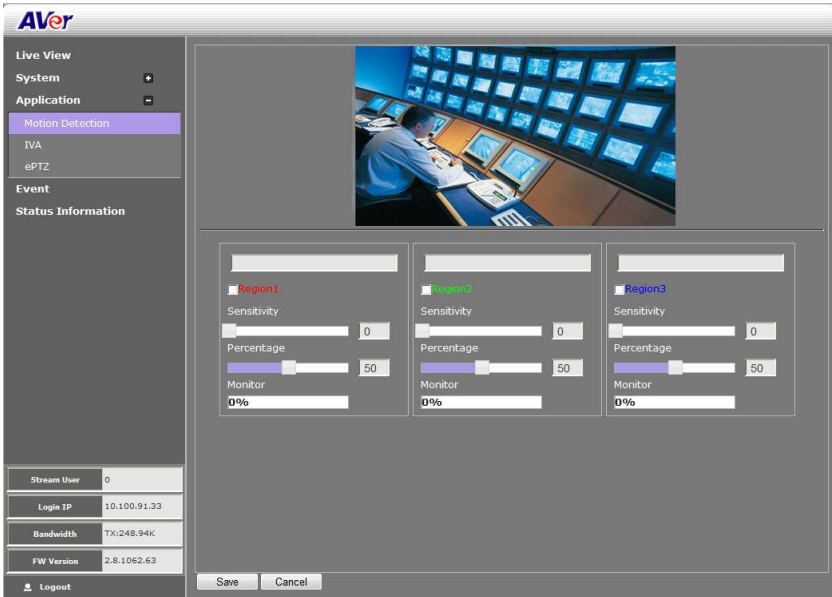 AVer
Live View
System
Application
Motion Detection
IVA
ePTZ
Event
Status Information
Region1 Region2 Region3
Sensitivity Sensitivity Sensitivity
0 0 0
Percentage Percentage Percentage
50 50 50
Monitor Monitor Monitor
0% 0% 0%
Stream User 0
Login IP 10.100.91.33
Bandwidth TX:248.94K
FW Version 2.8.1062.63
Logout
Save Cancel